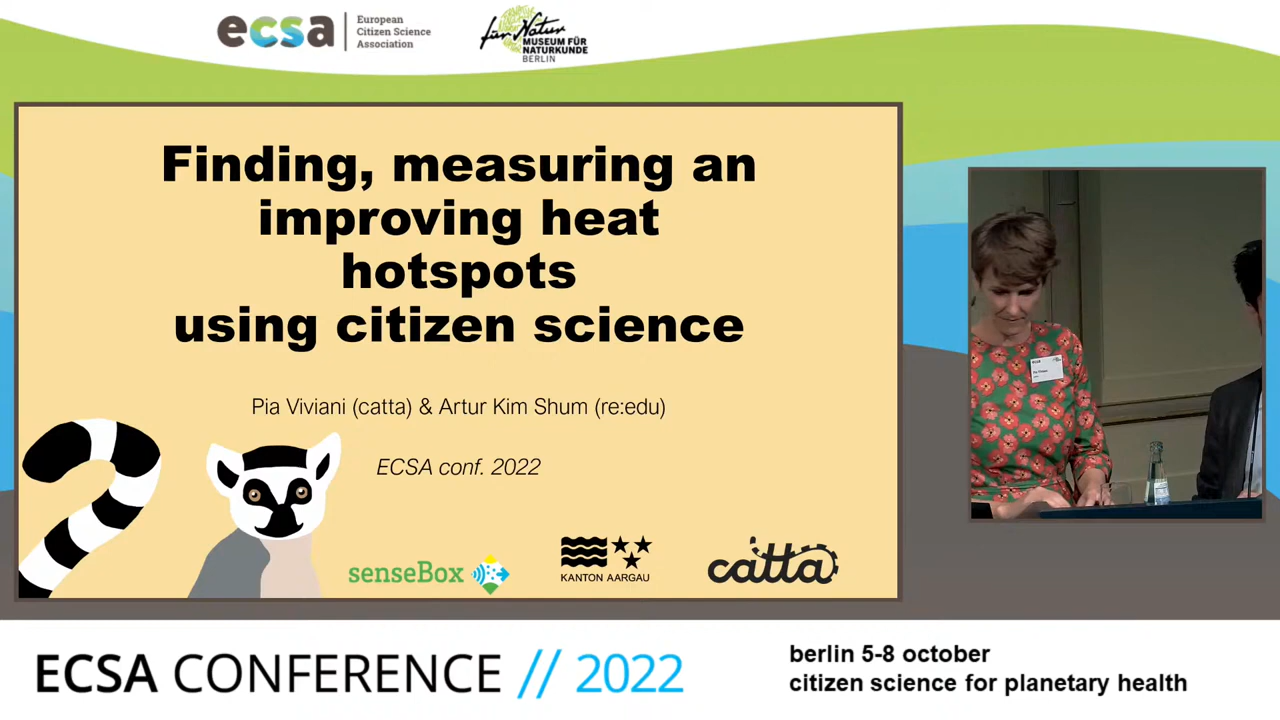 ecsa
European
Citizen Science
Association
für Natur
MUSEUM FÜR
NATURKUNDE
BERLIN
Finding, measuring an
improving heat
hotspots
using citizen science
Pia Viviani (catta) & Artur Kim Shum (re:edu)
ECSA conf. 2022
senseBox
KANTON AARGAU
catta
ECSA CONFERENCE // 2022
berlin 5-8 october
citizen science for planetary health